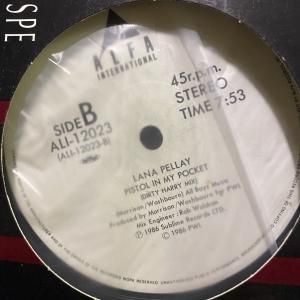 SPE
ALFA
INTERNATIONAL
SIDE B
ALI-12023
(ALI-12023-B)
45r.p.m.
STEREO
TIME 7:53
LANA PELLAY
PISTOL IN MY POCKET
(DIRTY HARRY MIX)
(Morrison/Washbourn) All Boys Music
Produced by Morrison/Washbourne for PWL
Mix Engineer: Rob Waldron
Ⓟ 1986 Sublime Records LTD.
© 1986 PWL